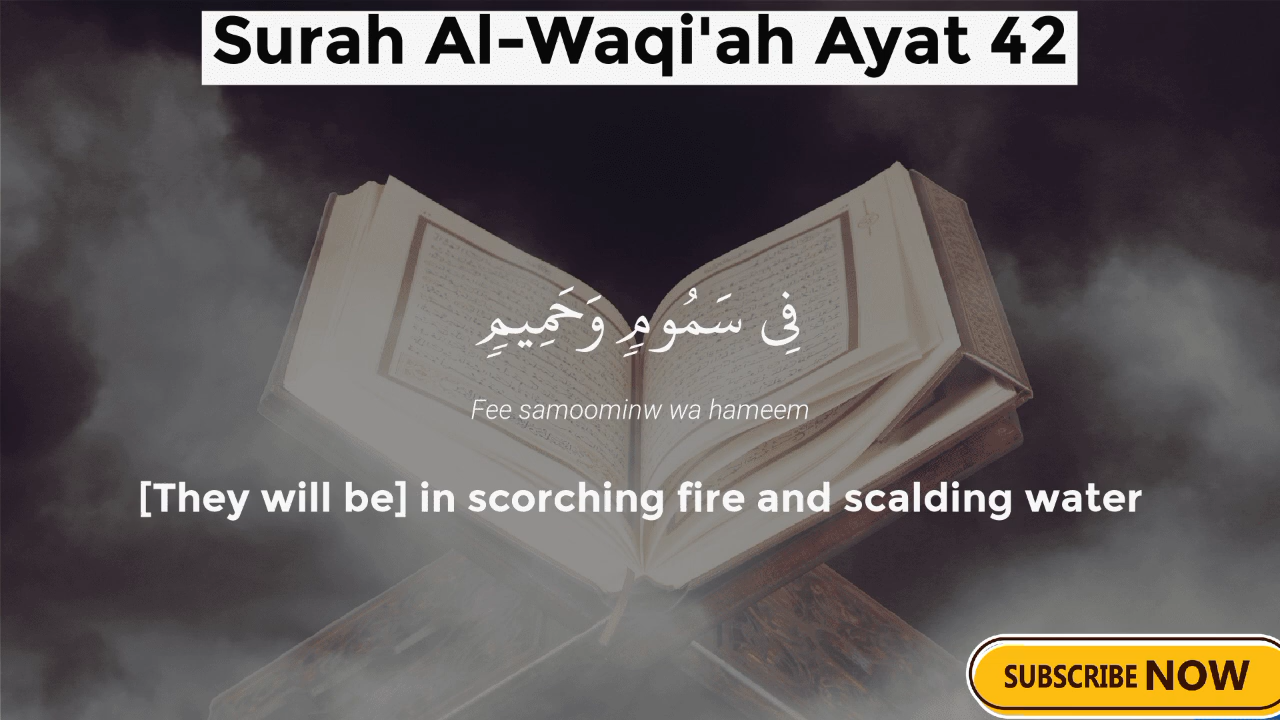 Surah Al-Waqi'ah Ayat 42
فِى سَمُومٍ وَحَمِيمٍ
Fee samoominw wa hameem
[They will be] in scorching fire and scalding water
SUBSCRIBE NOW